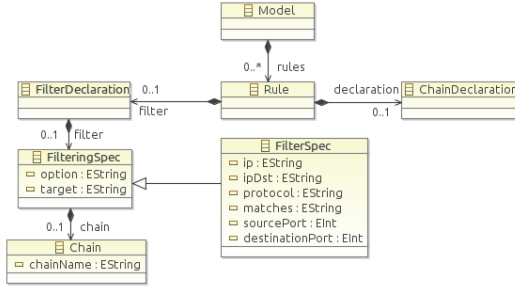 Model
0..* rules
FilterDeclaration
0..1
filter
Rule
declaration
0..1
ChainDeclaration
0..1 filter
FilteringSpec
option : EString
target : EString
FilterSpec
ip : EString
ipDst : EString
protocol : EString
matches : EString
sourcePort : EInt
destinationPort : EInt
0..1 chain
Chain
chainName : EString